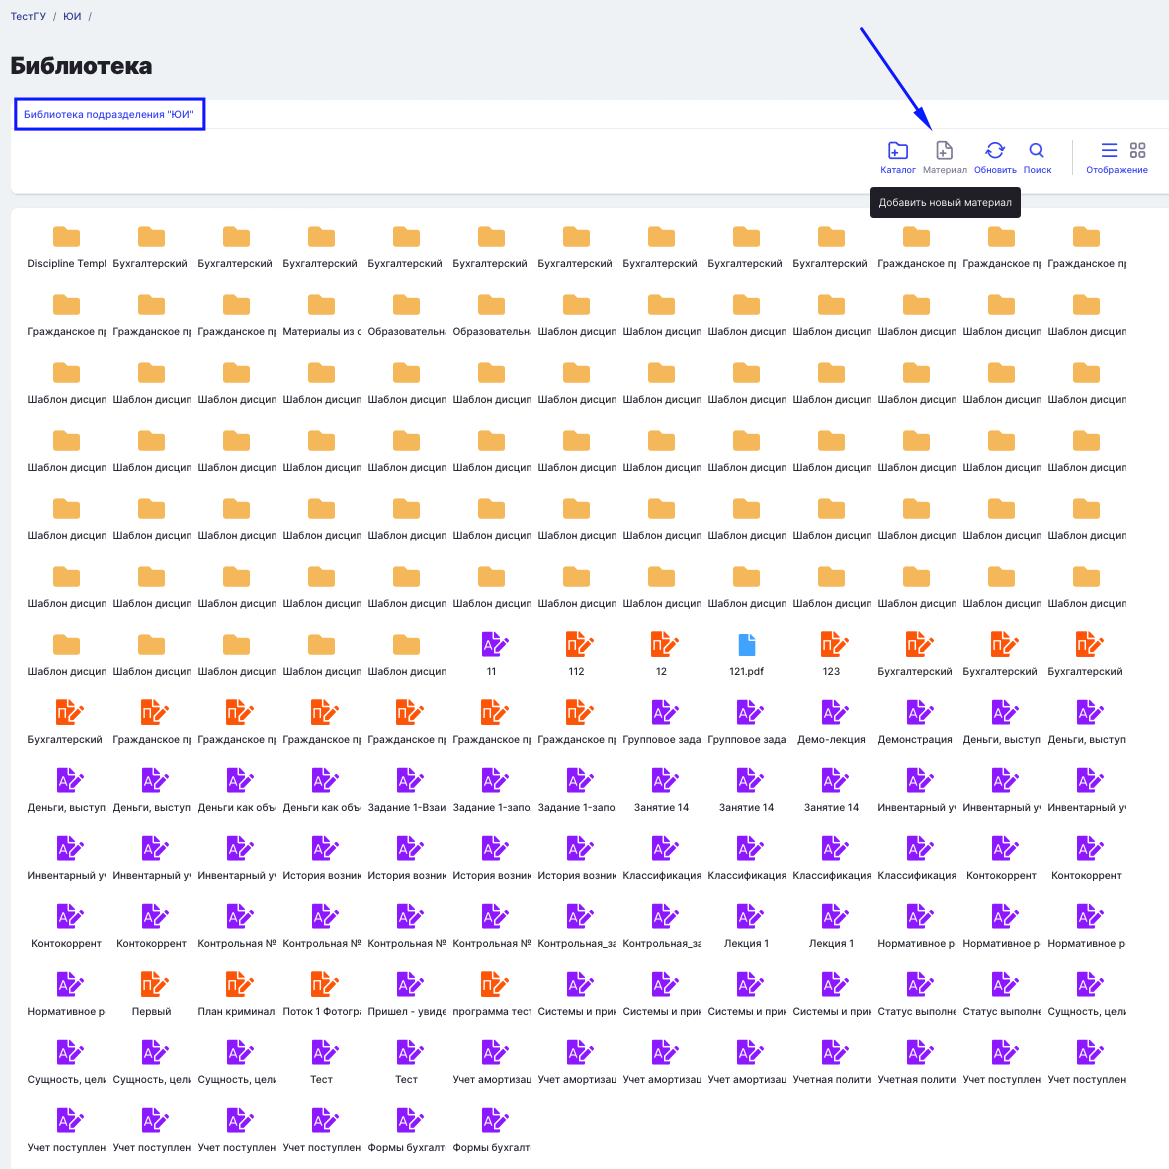 ТестГУ / ЮИ /
Библиотека
Библиотека подразделения "ЮИ"
Каталог Материал Обновить Поиск Отображение
Добавить новый материал
Discipline Templ Бухгалтерский Бухгалтерский Бухгалтерский Бухгалтерский Бухгалтерский Бухгалтерский Бухгалтерский Бухгалтерский Бухгалтерский Гражданское пр Гражданское пр Гражданское пр
Гражданское пр Гражданское пр Гражданское пр Материалы из с Образовательн Образовательн Шаблон дисцип Шаблон дисцип Шаблон дисцип Шаблон дисцип Шаблон дисцип Шаблон дисцип Шаблон дисцип
Шаблон дисцип Шаблон дисцип Шаблон дисцип Шаблон дисцип Шаблон дисцип Шаблон дисцип Шаблон дисцип Шаблон дисцип Шаблон дисцип Шаблон дисцип Шаблон дисцип Шаблон дисцип Шаблон дисцип
Шаблон дисцип Шаблон дисцип Шаблон дисцип Шаблон дисцип Шаблон дисцип Шаблон дисцип Шаблон дисцип Шаблон дисцип Шаблон дисцип Шаблон дисцип Шаблон дисцип Шаблон дисцип Шаблон дисцип
Шаблон дисцип Шаблон дисцип Шаблон дисцип Шаблон дисцип Шаблон дисцип Шаблон дисцип Шаблон дисцип Шаблон дисцип Шаблон дисцип Шаблон дисцип Шаблон дисцип Шаблон дисцип Шаблон дисцип
Шаблон дисцип Шаблон дисцип Шаблон дисцип Шаблон дисцип Шаблон дисцип Шаблон дисцип Шаблон дисцип Шаблон дисцип Шаблон дисцип Шаблон дисцип Шаблон дисцип Шаблон дисцип Шаблон дисцип
Шаблон дисцип Шаблон дисцип Шаблон дисцип Шаблон дисцип Шаблон дисцип 11 112 12 121.pdf 123 Бухгалтерский Бухгалтерский Бухгалтерский
Бухгалтерский Гражданское пр Гражданское пр Гражданское пр Гражданское пр Гражданское пр Гражданское пр Групповое зада Групповое зада Демо-лекция Демонстрация Деньги, выступ Деньги, выступ
Деньги, выступ Деньги, выступ Деньги как объ Деньги как объ Задание 1-Взаи Задание 1-запо Задание 1-запо Занятие 14 Занятие 14 Занятие 14 Инвентарный уч Инвентарный уч Инвентарный уч
Инвентарный уч Инвентарный уч Инвентарный уч История возник История возник История возник История возник Классификация Классификация Классификация Классификация Контокоррент Контокоррент
Контокоррент Контокоррент Контрольная № Контрольная № Контрольная № Контрольная № Контрольная_за Контрольная_за Лекция 1 Лекция 1 Нормативное р Нормативное р Нормативное р
Нормативное р Первый План криминал Поток 1 Фотогра Пришел - увиде программа тест Системы и при Системы и при Системы и при Системы и при Статус выполне Статус выполне Сущность, цели
Сущность, цели Сущность, цели Сущность, цели Тест Тест Учет амортизац Учет амортизац Учет амортизац Учет амортизац Учетная полити Учетная полити Учет поступлен Учет поступлен
Учет поступлен Учет поступлен Учет поступлен Учет поступлен Формы бухгалт Формы бухгалт